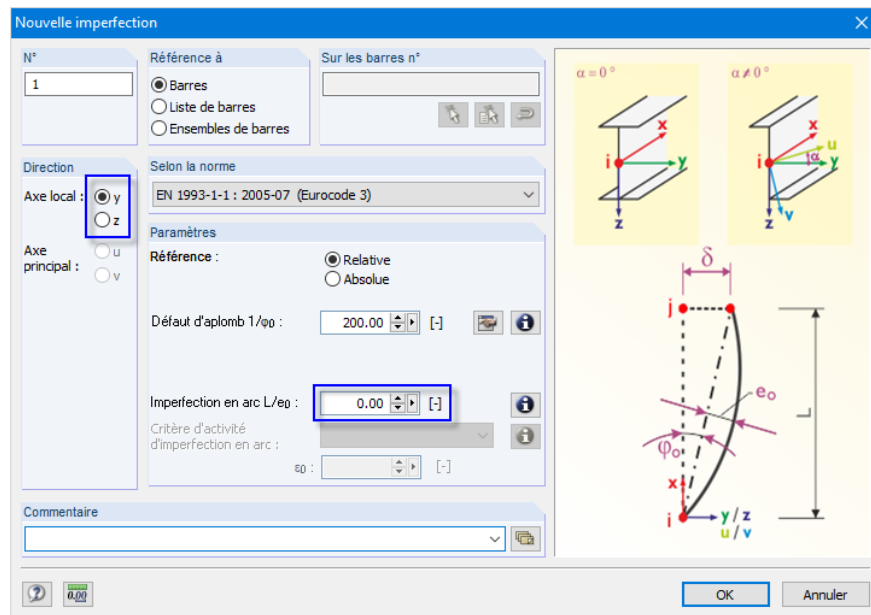 Nouvelle imperfection
N°
1
Référence à
Barres
Liste de barres
Ensembles de barres
Sur les barres n°
Direction
Axe local :
y
z
Axe principal :
u
v
Selon la norme
EN 1993-1-1 : 2005-07 (Eurocode 3)
Paramètres
Référence :
Relative
Absolue
Défaut d'aplomb 1/φ0 :
200.00
[-]
Imperfection en arc L/e0 :
0.00
[-]
Critère d'activité
d'imperfection en arc :
ε0 :
[-]
Commentaire
0.00
OK
Annuler
α = 0 °
x
i
y
z
α ≠ 0 °
x
u
i
α
y
z
v
δ
j
e0
L
φ0
x
i
y / z
u / v